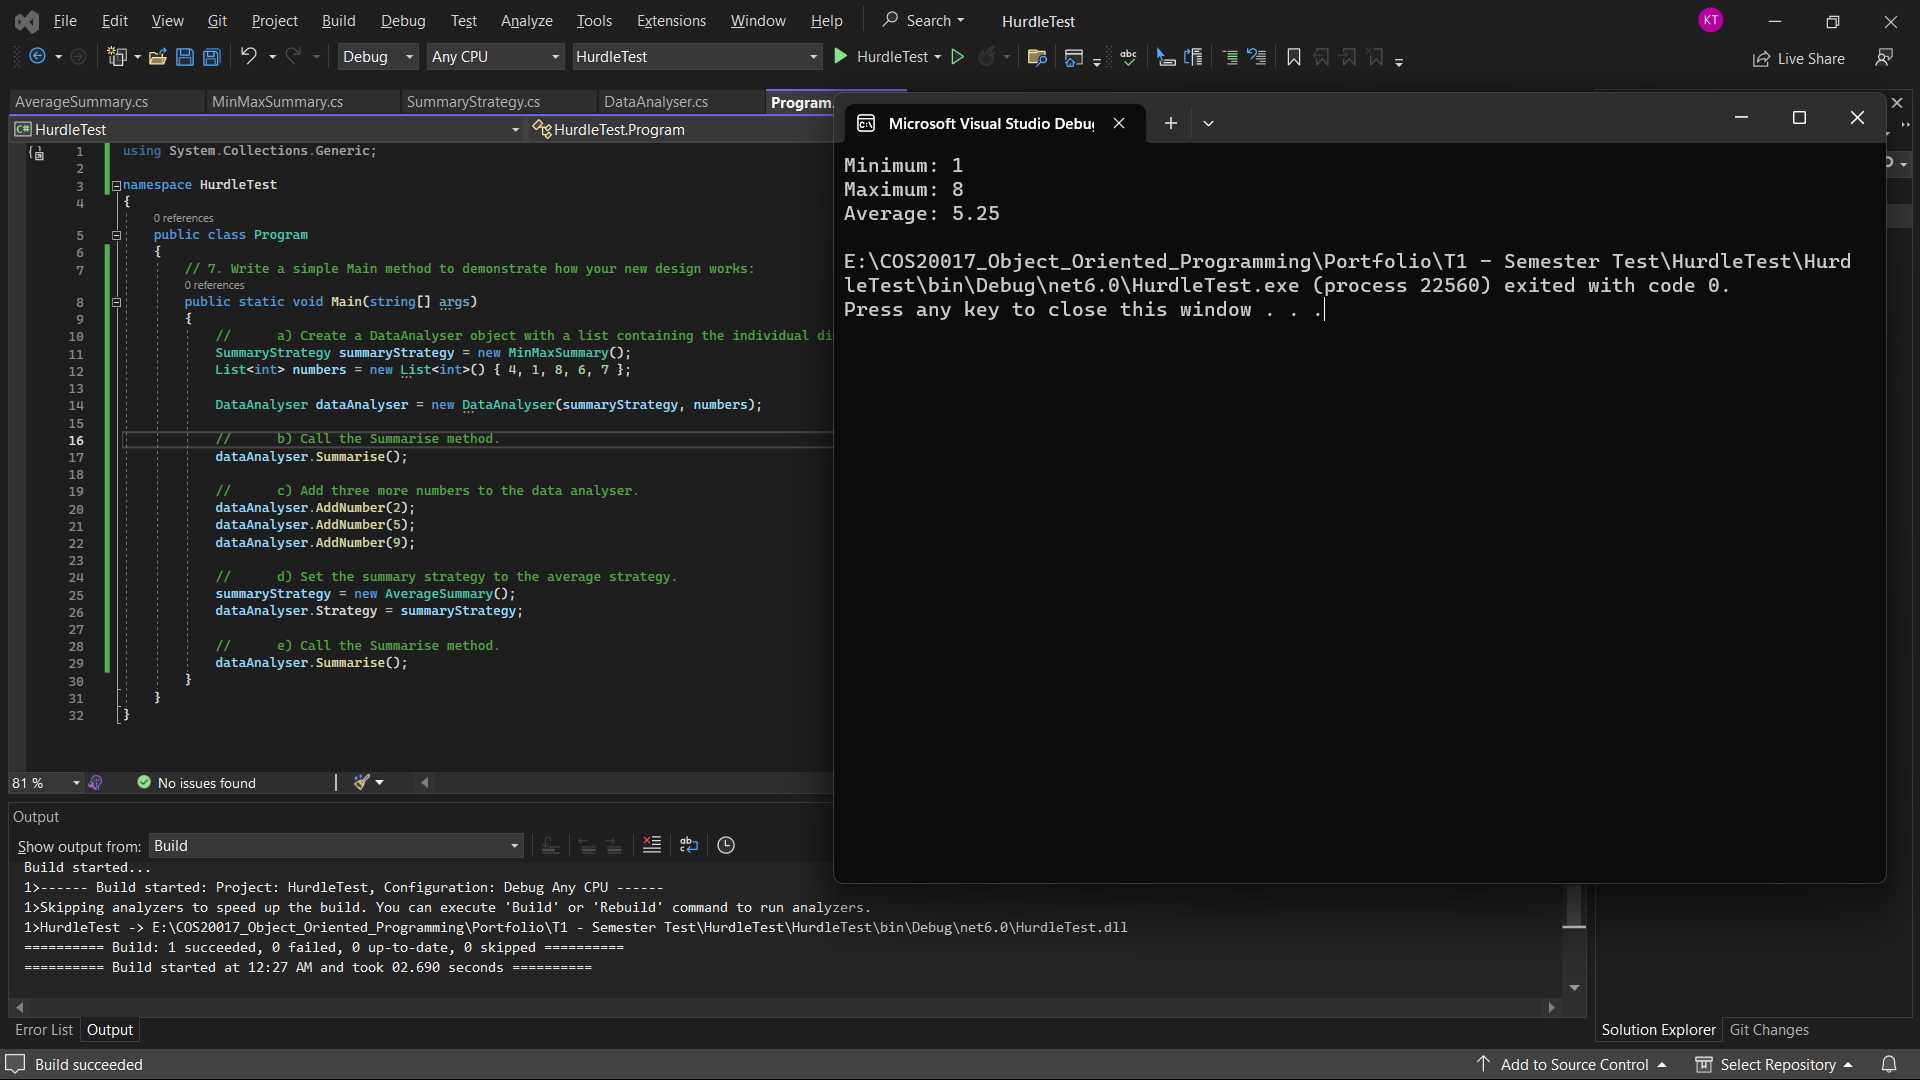 File Edit View Git Project Build Debug Test Analyze Tools Extensions Window Help Search HurdleTest KT
Debug Any CPU HurdleTest HurdleTest Live Share
AverageSummary.cs MinMaxSummary.cs SummaryStrategy.cs DataAnalyser.cs Program.
C# HurdleTest HurdleTest.Program
1 using System.Collections.Generic;
2
3 namespace HurdleTest
4 {
0 references
5 public class Program
6 {
7 // 7. Write a simple Main method to demonstrate how your new design works:
0 references
8 public static void Main(string[] args)
9 {
10 // a) Create a DataAnalyser object with a list containing the individual di
11 SummaryStrategy summaryStrategy = new MinMaxSummary();
12 List<int> numbers = new List<int>() { 4, 1, 8, 6, 7 };
13
14 DataAnalyser dataAnalyser = new DataAnalyser(summaryStrategy, numbers);
15
16 // b) Call the Summarise method.
17 dataAnalyser.Summarise();
18
19 // c) Add three more numbers to the data analyser.
20 dataAnalyser.AddNumber(2);
21 dataAnalyser.AddNumber(5);
22 dataAnalyser.AddNumber(9);
23
24 // d) Set the summary strategy to the average strategy.
25 summaryStrategy = new AverageSummary();
26 dataAnalyser.Strategy = summaryStrategy;
27
28 // e) Call the Summarise method.
29 dataAnalyser.Summarise();
30 }
31 }
32 }
81 % No issues found
Microsoft Visual Studio Debug
Minimum: 1
Maximum: 8
Average: 5.25
E:\COS20017_Object_Oriented_Programming\Portfolio\T1 - Semester Test\HurdleTest\Hurd
leTest\bin\Debug\net6.0\HurdleTest.exe (process 22560) exited with code 0.
Press any key to close this window . . .
Output
Show output from: Build
Build started...
1>------ Build started: Project: HurdleTest, Configuration: Debug Any CPU ------
1>Skipping analyzers to speed up the build. You can execute 'Build' or 'Rebuild' command to run analyzers.
1>HurdleTest -> E:\COS20017_Object_Oriented_Programming\Portfolio\T1 - Semester Test\HurdleTest\HurdleTest\bin\Debug\net6.0\HurdleTest.dll
========== Build: 1 succeeded, 0 failed, 0 up-to-date, 0 skipped ==========
========== Build started at 12:27 AM and took 02.690 seconds ==========
Error List Output
Solution Explorer Git Changes
Build succeeded Add to Source Control Select Repository